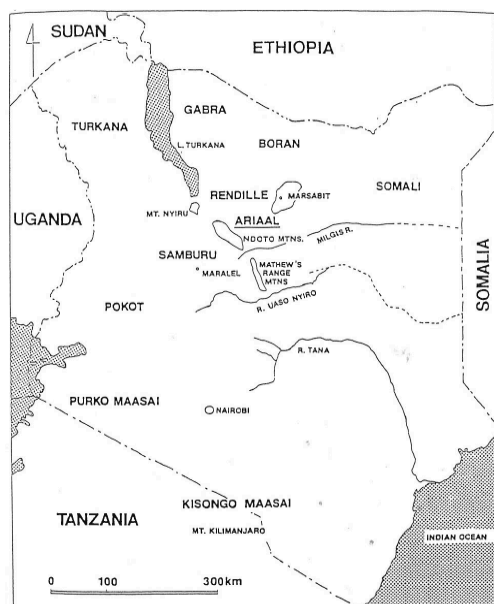 SUDAN
ETHIOPIA
GABRA
TURKANA
L. TURKANA
BORAN
RENDILLE
MARSABIT
SOMALI
MT. NYIRU
ARIAAL
UGANDA
NDOTO MTNS.
MILGIS R.
SAMBURU
MATHEW'S
RANGE
MTNS
MARALEL
SOMALIA
R. UASO NYIRO
POKOT
R. TANA
PURKO MAASAI
NAIROBI
KISONGO MAASAI
TANZANIA
MT. KILIMANJARO
INDIAN OCEAN
0 100 300 km